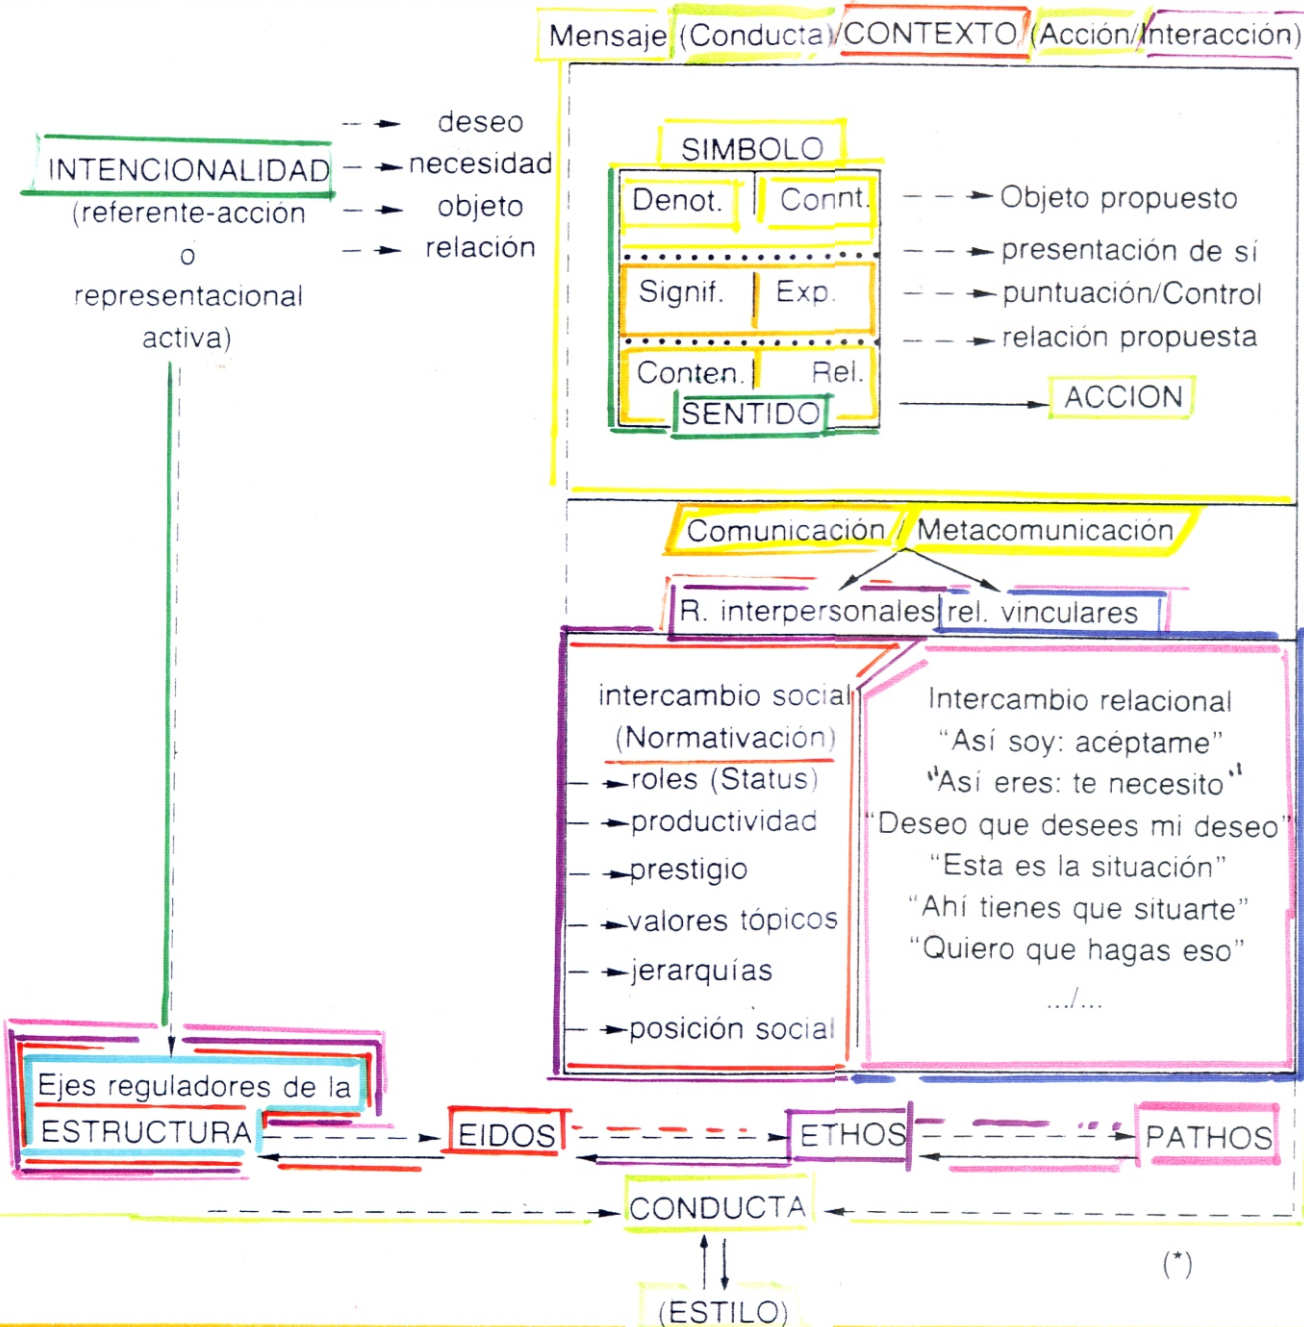 Mensaje (Conducta)/CONTEXTO (Acción/Interacción)
INTENCIONALIDAD
(referente-acción
ó
representacional
activa)
deseo
necesidad
objeto
relación
SIMBOLO
Denot. Connt.
Signif. Exp.
Conten. Rel.
SENTIDO
Objeto propuesto
presentación de sí
puntuación/Control
relación propuesta
ACCION
Comunicación / Metacomunicación
R. interpersonales rel. vinculares
intercambio social
(Normativación)
roles (Status)
productividad
prestigio
valores tópicos
jerarquías
posición social
Intercambio relacional
“Así soy: acéptame”
"Así eres: te necesito"
“Deseo que desees mi deseo”
“Esta es la situación”
“Ahí tienes que situarte”
“Quiero que hagas eso”
.../...
Ejes reguladores de la
ESTRUCTURA
EIDOS
ETHOS
PATHOS
CONDUCTA
(*)
(ESTILO)